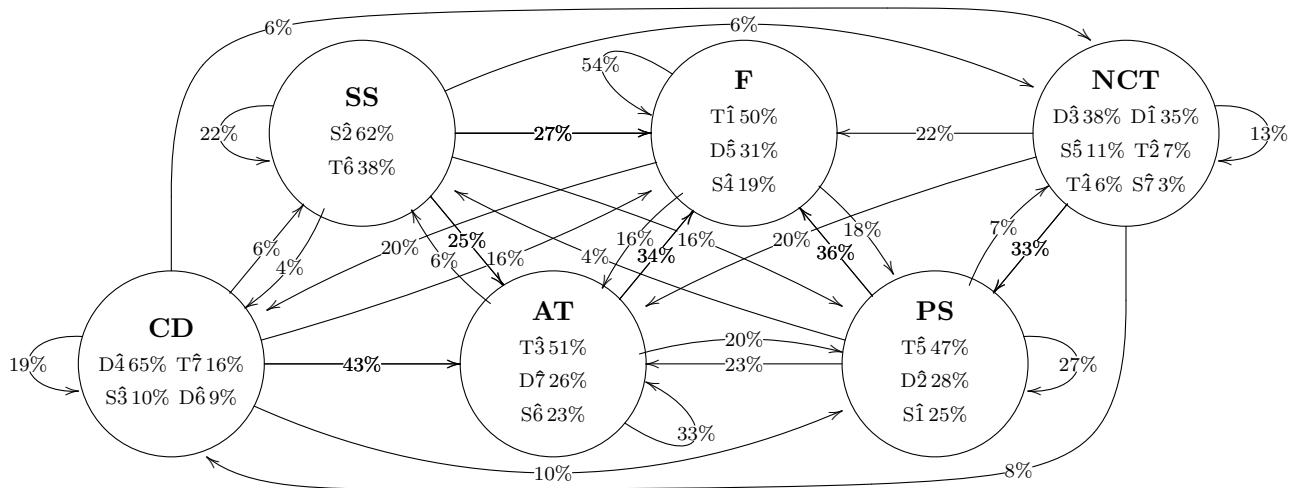 6%
6%
SS
S2̂ 62%
T6̂ 38%
22%
F
T1̂ 50%
D5̂ 31%
S4̂ 19%
54%
NCT
D3̂ 38% D1̂ 35%
S5̂ 11% T2̂ 7%
T4̂ 6% S7̂ 3%
13%
27%
22%
6%
4%
25%
6%
20%
16%
16%
34%
16%
4%
18%
36%
20%
7%
33%
CD
D4̂ 65% T7̂ 16%
S3̂ 10% D6̂ 9%
19%
43%
AT
T3̂ 51%
D7̂ 26%
S6̂ 23%
33%
20%
23%
PS
T5̂ 47%
D2̂ 28%
S1̂ 25%
27%
10%
8%